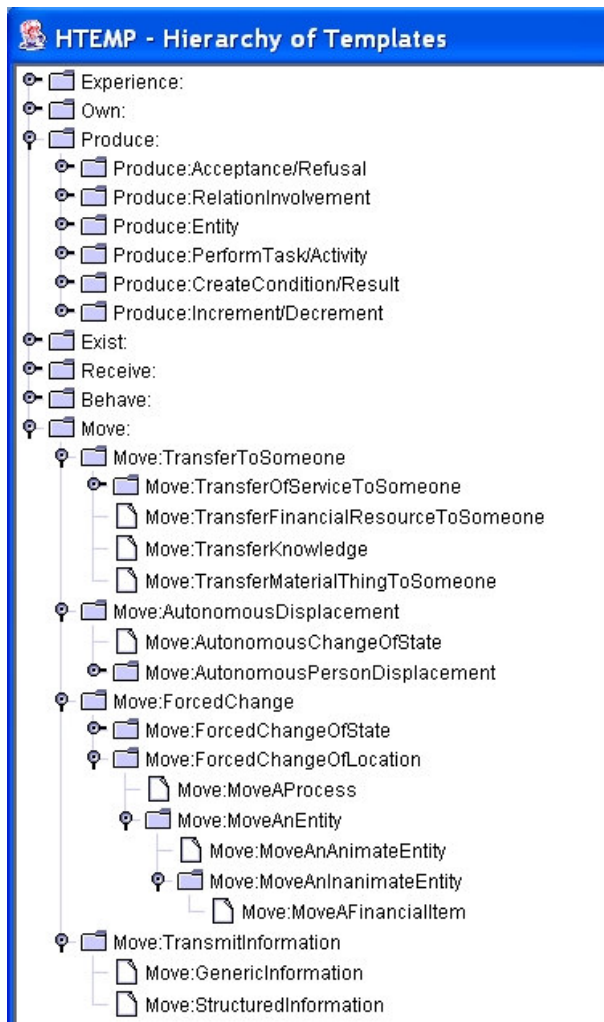 HTEMP - Hierarchy of Templates
Experience:
Own:
Produce:
Produce:Acceptance/Refusal
Produce:RelationInvolvement
Produce:Entity
Produce:PerformTask/Activity
Produce:CreateCondition/Result
Produce:Increment/Decrement
Exist:
Receive:
Behave:
Move:
Move:TransferToSomeone
Move:TransferOfServiceToSomeone
Move:TransferFinancialResourceToSomeone
Move:TransferKnowledge
Move:TransferMaterialThingToSomeone
Move:AutonomousDisplacement
Move:AutonomousChangeOfState
Move:AutonomousPersonDisplacement
Move:ForcedChange
Move:ForcedChangeOfState
Move:ForcedChangeOfLocation
Move:MoveAProcess
Move:MoveAnEntity
Move:MoveAnAnimateEntity
Move:MoveAnInanimateEntity
Move:MoveAFinancialItem
Move:TransmitInformation
Move:GenericInformation
Move:StructuredInformation